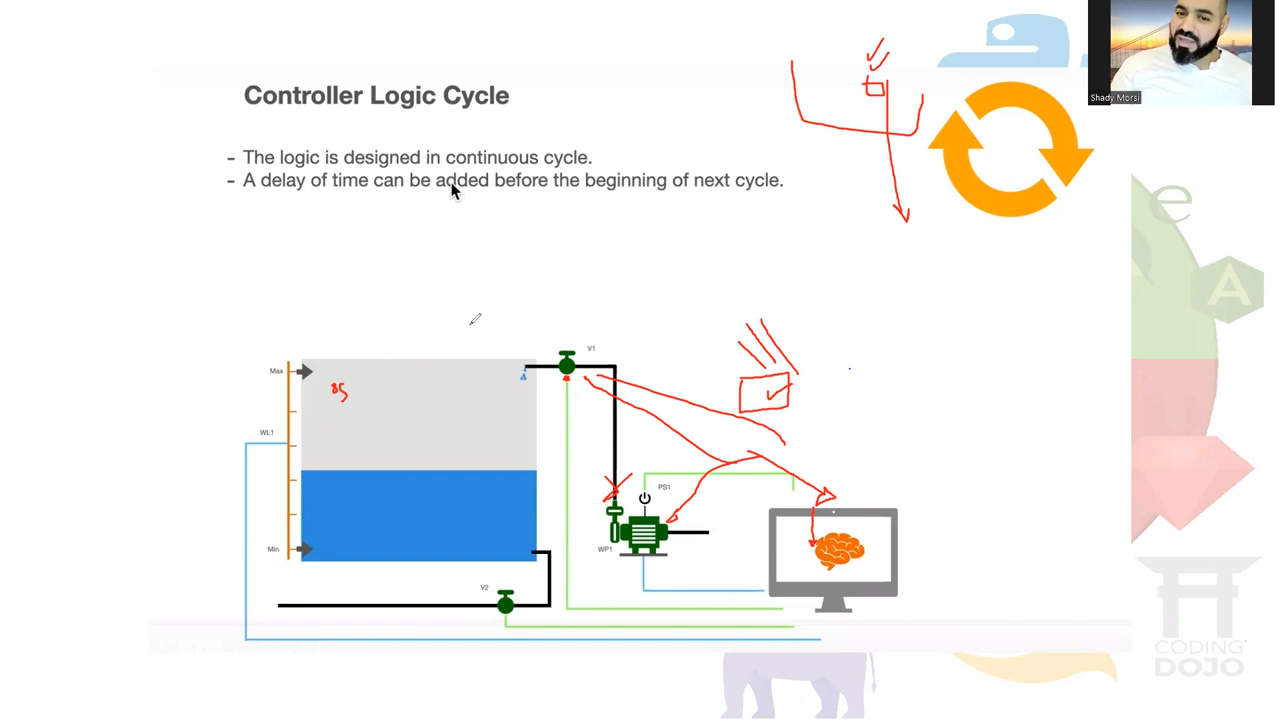 Shady Morsi
Controller Logic Cycle
- The logic is designed in continuous cycle.
- A delay of time can be added before the beginning of next cycle.
e
A
V1
Max
85
WL1
PS1
Min
WP1
V2
CODING
DOJO